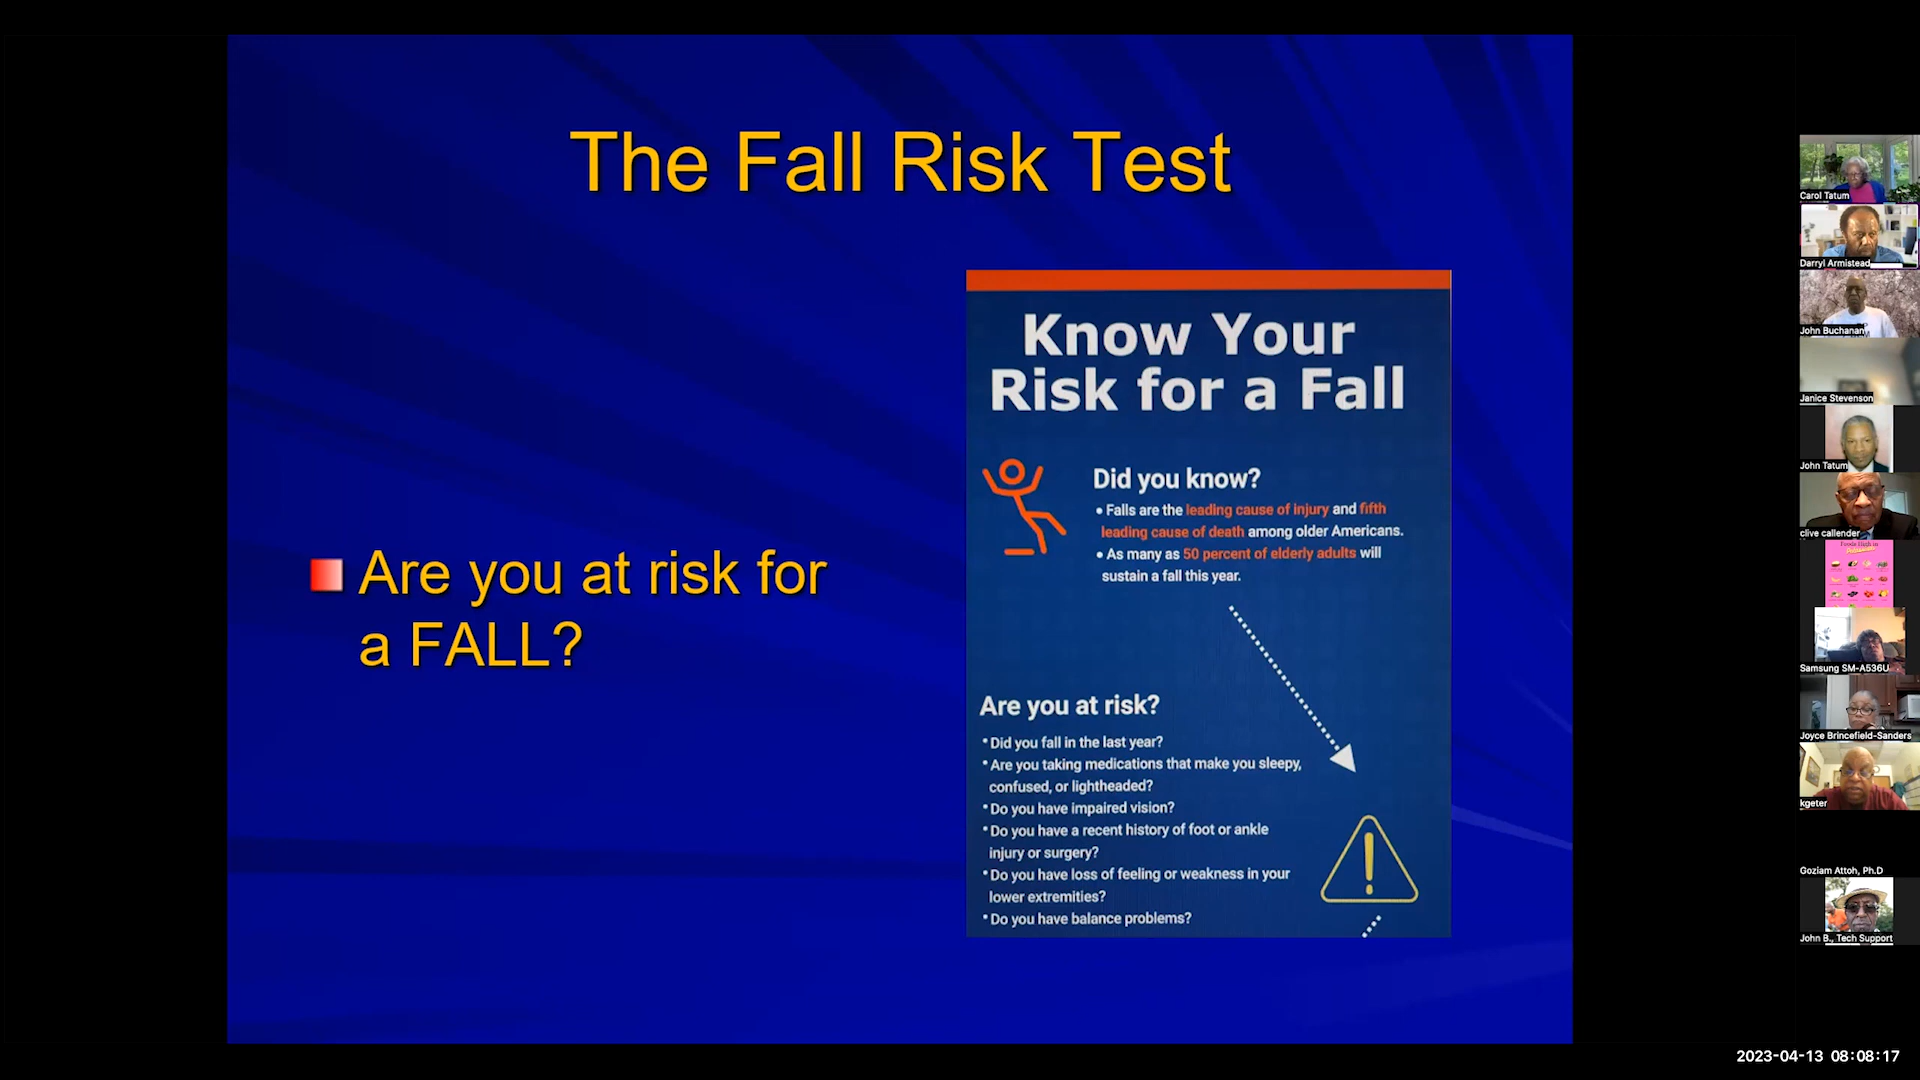 The Fall Risk Test
Are you at risk for
a FALL?
Know Your
Risk for a Fall
Did you know?
• Falls are the leading cause of injury and fifth
leading cause of death among older Americans.
• As many as 50 percent of elderly adults will
sustain a fall this year.
Are you at risk?
• Did you fall in the last year?
• Are you taking medications that make you sleepy,
confused, or lightheaded?
• Do you have impaired vision?
• Do you have a recent history of foot or ankle
injury or surgery?
• Do you have loss of feeling or weakness in your
lower extremities?
• Do you have balance problems?
Carol Tatum
Darryl Armistead
John Buchanan
Janice Stevenson
John Tatum
clive callender
Foods High in
Samsung SM-A536U
Joyce Brincefield-Sanders
kgeter
Goziam Attoh, Ph.D
John B., Tech Support
2023-04-13 08:08:17